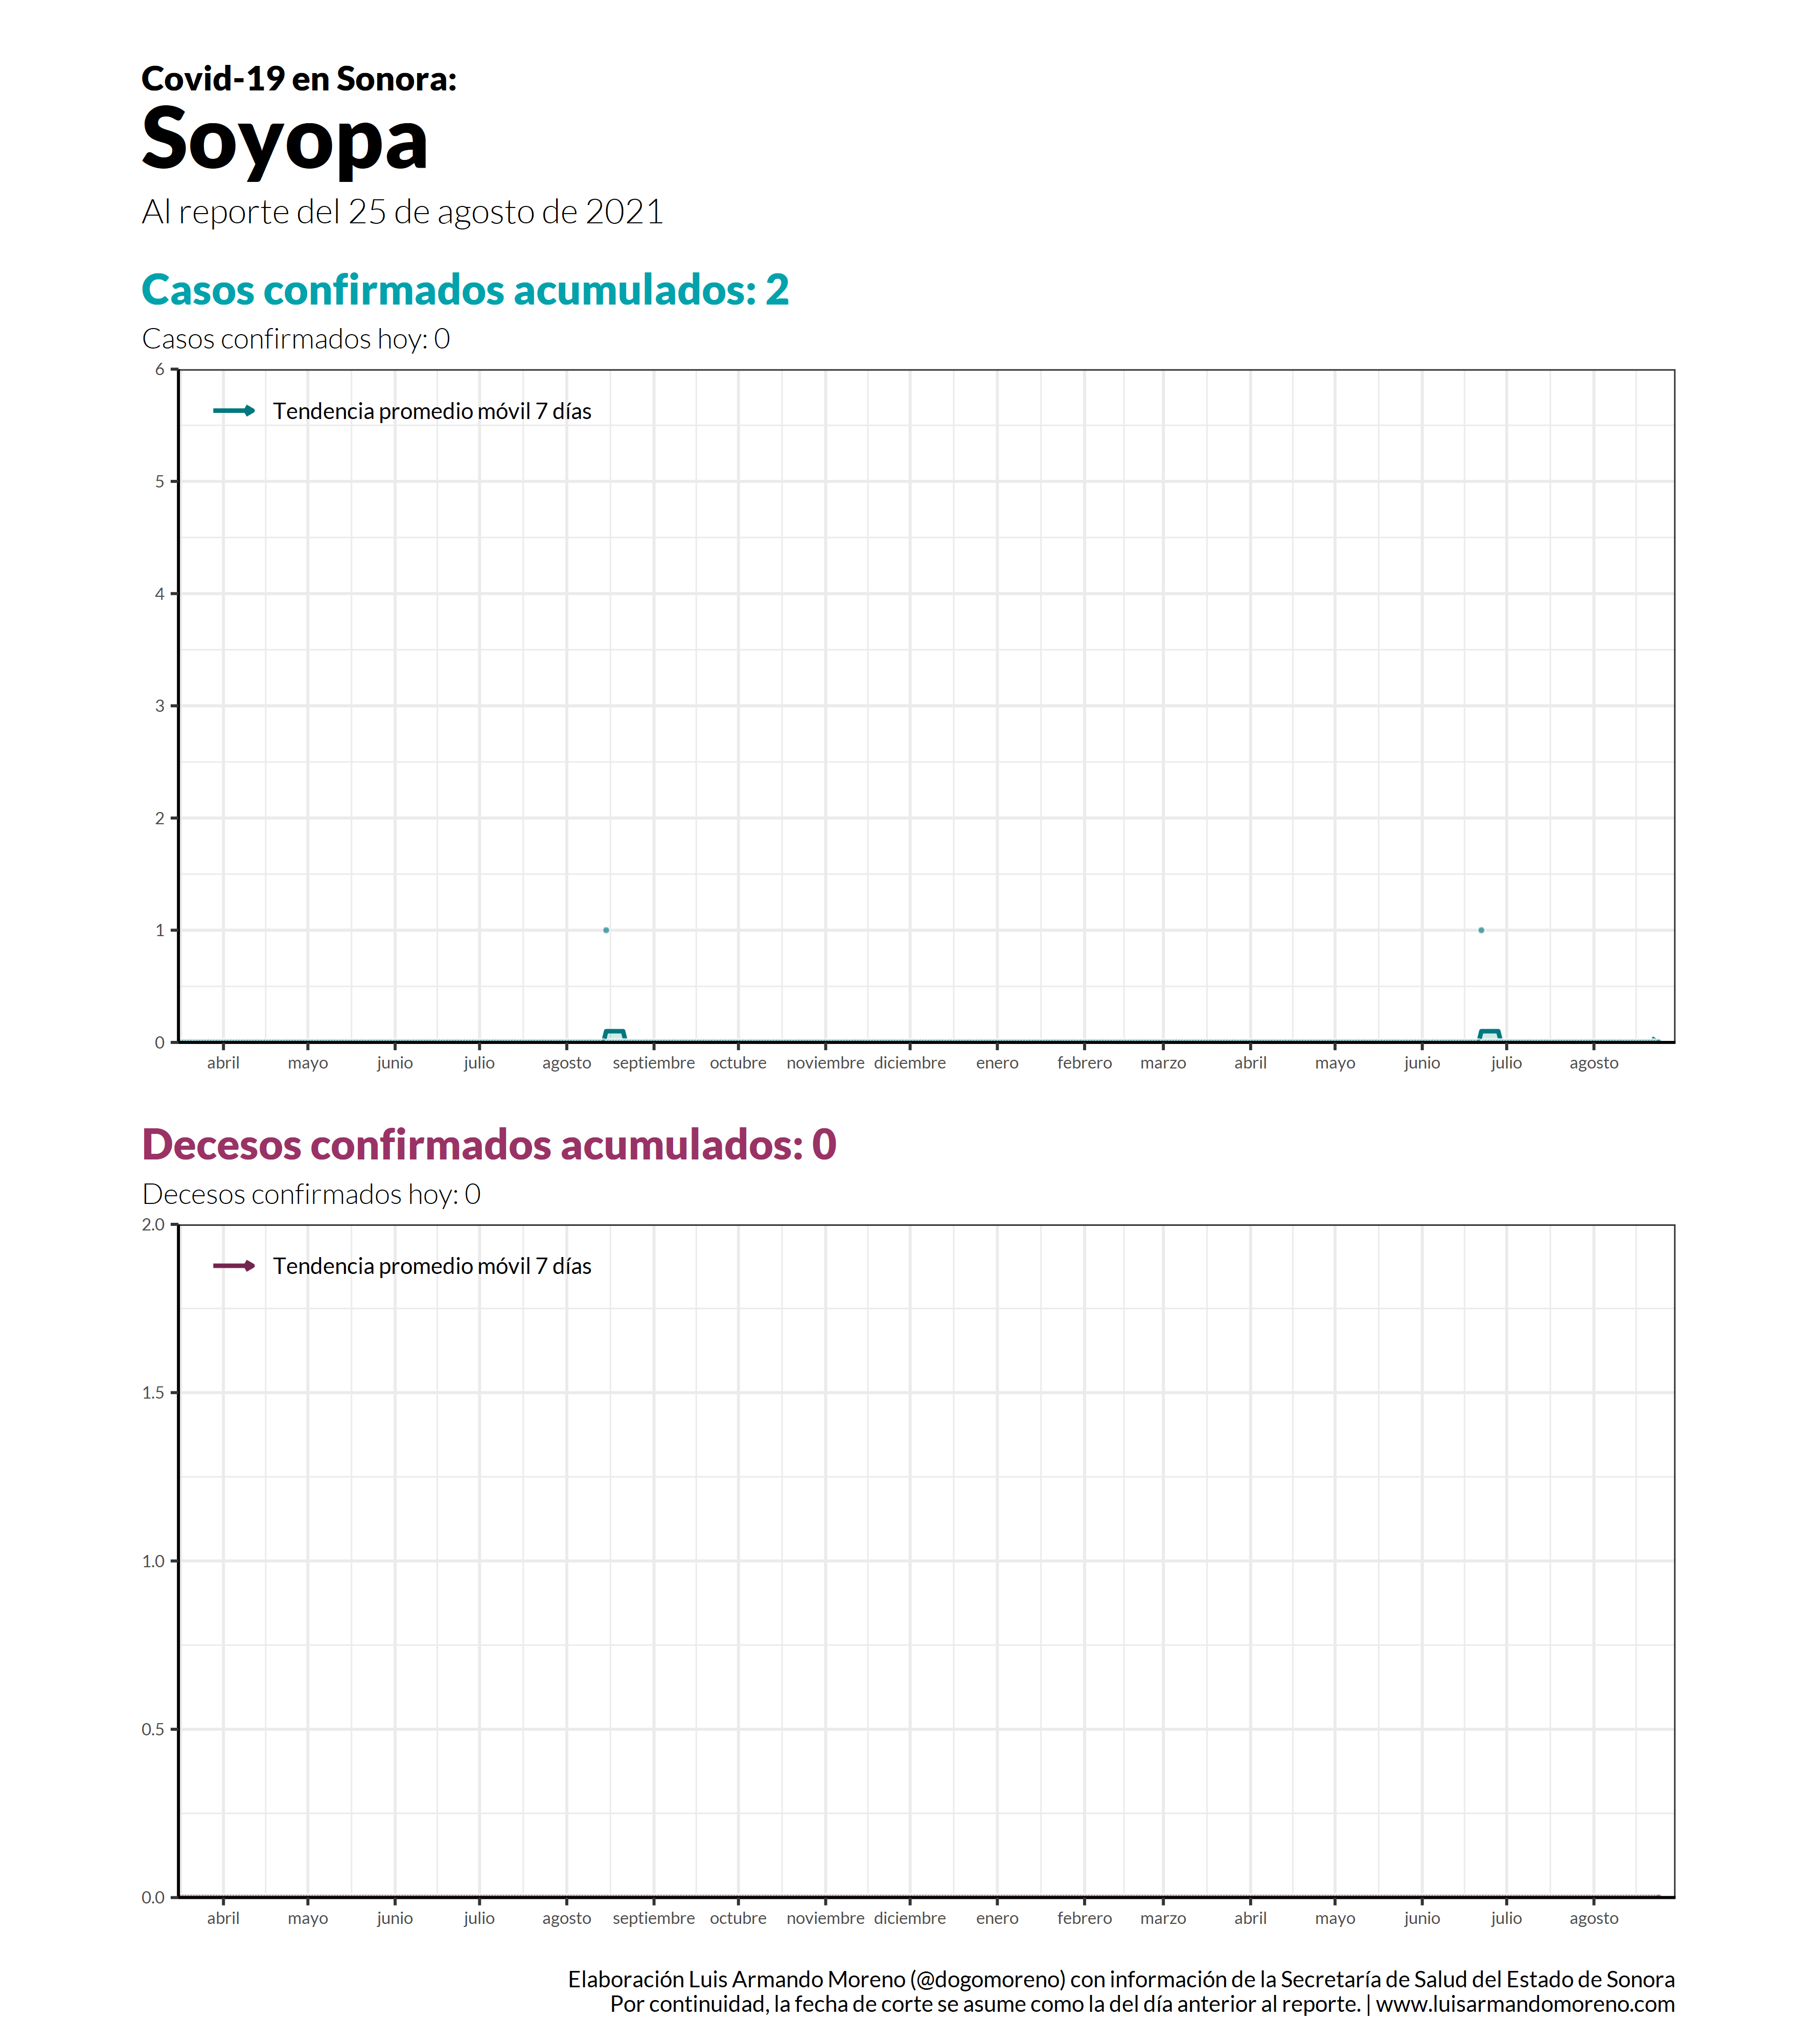 Covid-19 en Sonora:
Soyopa
Al reporte del 25 de agosto de 2021
Casos confirmados acumulados: 2
Casos confirmados hoy: 0
6
Tendencia promedio móvil 7 días
5
4
3
2
1
0
abril mayo junio julio agosto septiembre octubre noviembre diciembre enero febrero marzo abril mayo junio julio agosto
Decesos confirmados acumulados: 0
Decesos confirmados hoy: 0
2.0
Tendencia promedio móvil 7 días
1.5
1.0
0.5
0.0
abril mayo junio julio agosto septiembre octubre noviembre diciembre enero febrero marzo abril mayo junio julio agosto
Elaboración Luis Armando Moreno (@dogomoreno) con información de la Secretaría de Salud del Estado de Sonora
Por continuidad, la fecha de corte se asume como la del día anterior al reporte. | www.luisarmandomoreno.com